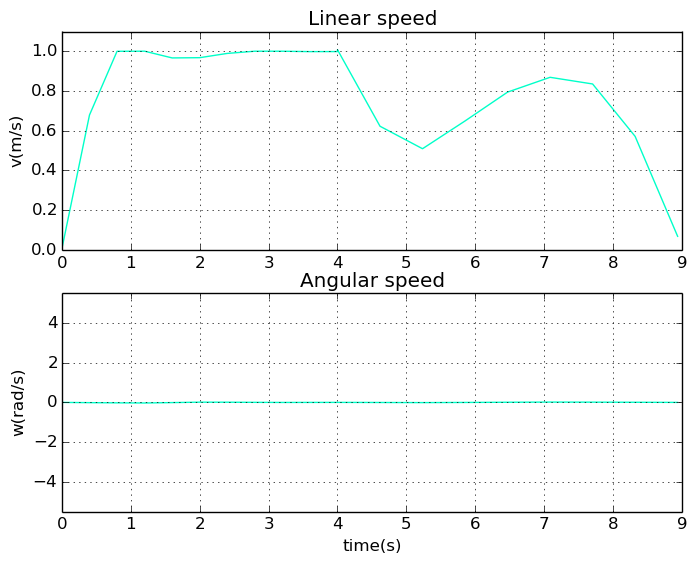 Linear speed
1.0
0.8
0.6
0.4
0.2
0.0
v(m/s)
0 1 2 3 4 5 6 7 8 9
Angular speed
4
2
0
−2
−4
w(rad/s)
0 1 2 3 4 5 6 7 8 9
time(s)